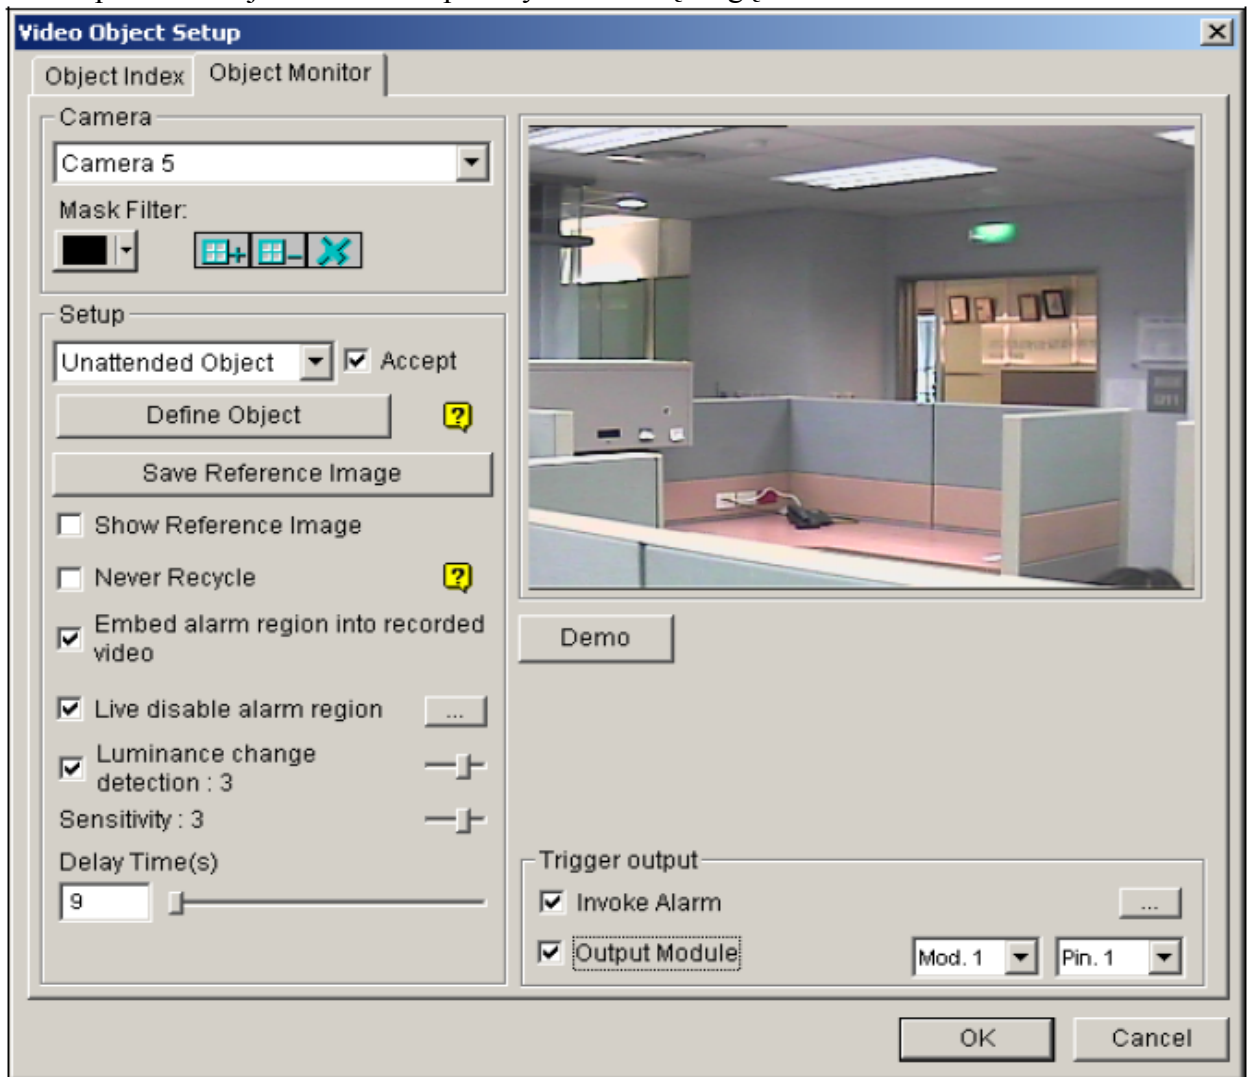 Video Object Setup
Object Index
Object Monitor
Camera
Camera 5
Mask Filter:
Setup
Unattended Object
Accept
Define Object
Save Reference Image
Show Reference Image
Never Recycle
Embed alarm region into recorded
video
Live disable alarm region
...
Luminance change
detection : 3
Sensitivity : 3
Delay Time(s)
9
Demo
Trigger output
Invoke Alarm
...
Output Module
Mod. 1
Pin. 1
OK
Cancel